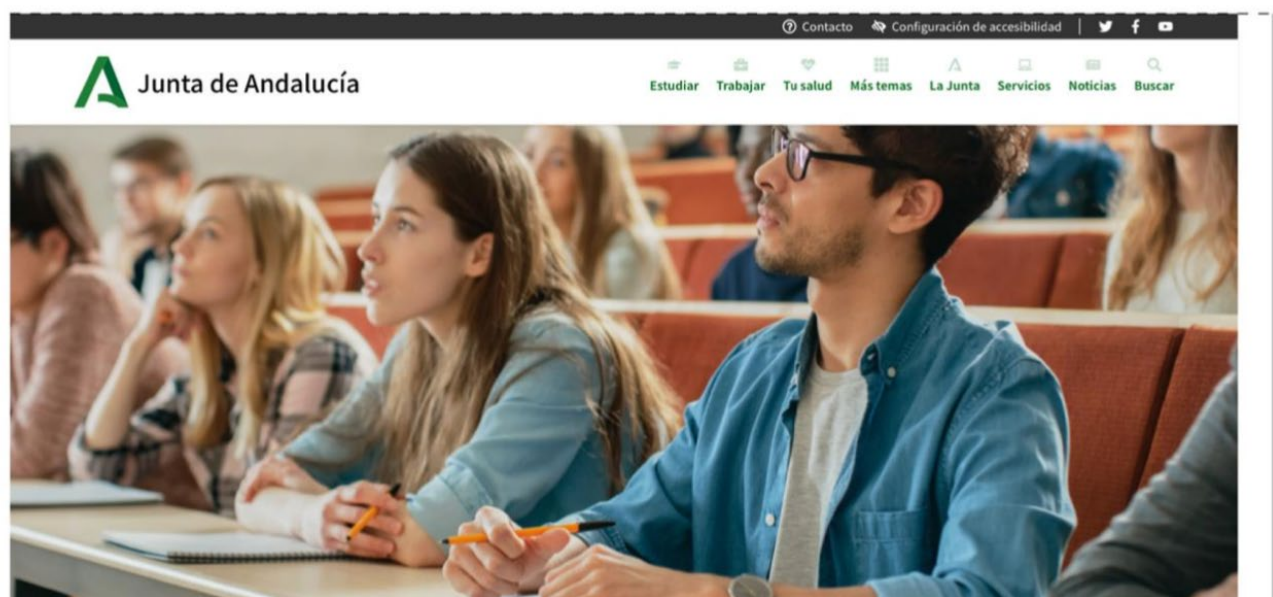 Contacto Configuración de accesibilidad
Junta de Andalucía
Estudiar Trabajar Tu salud Más temas La Junta Servicios Noticias Buscar